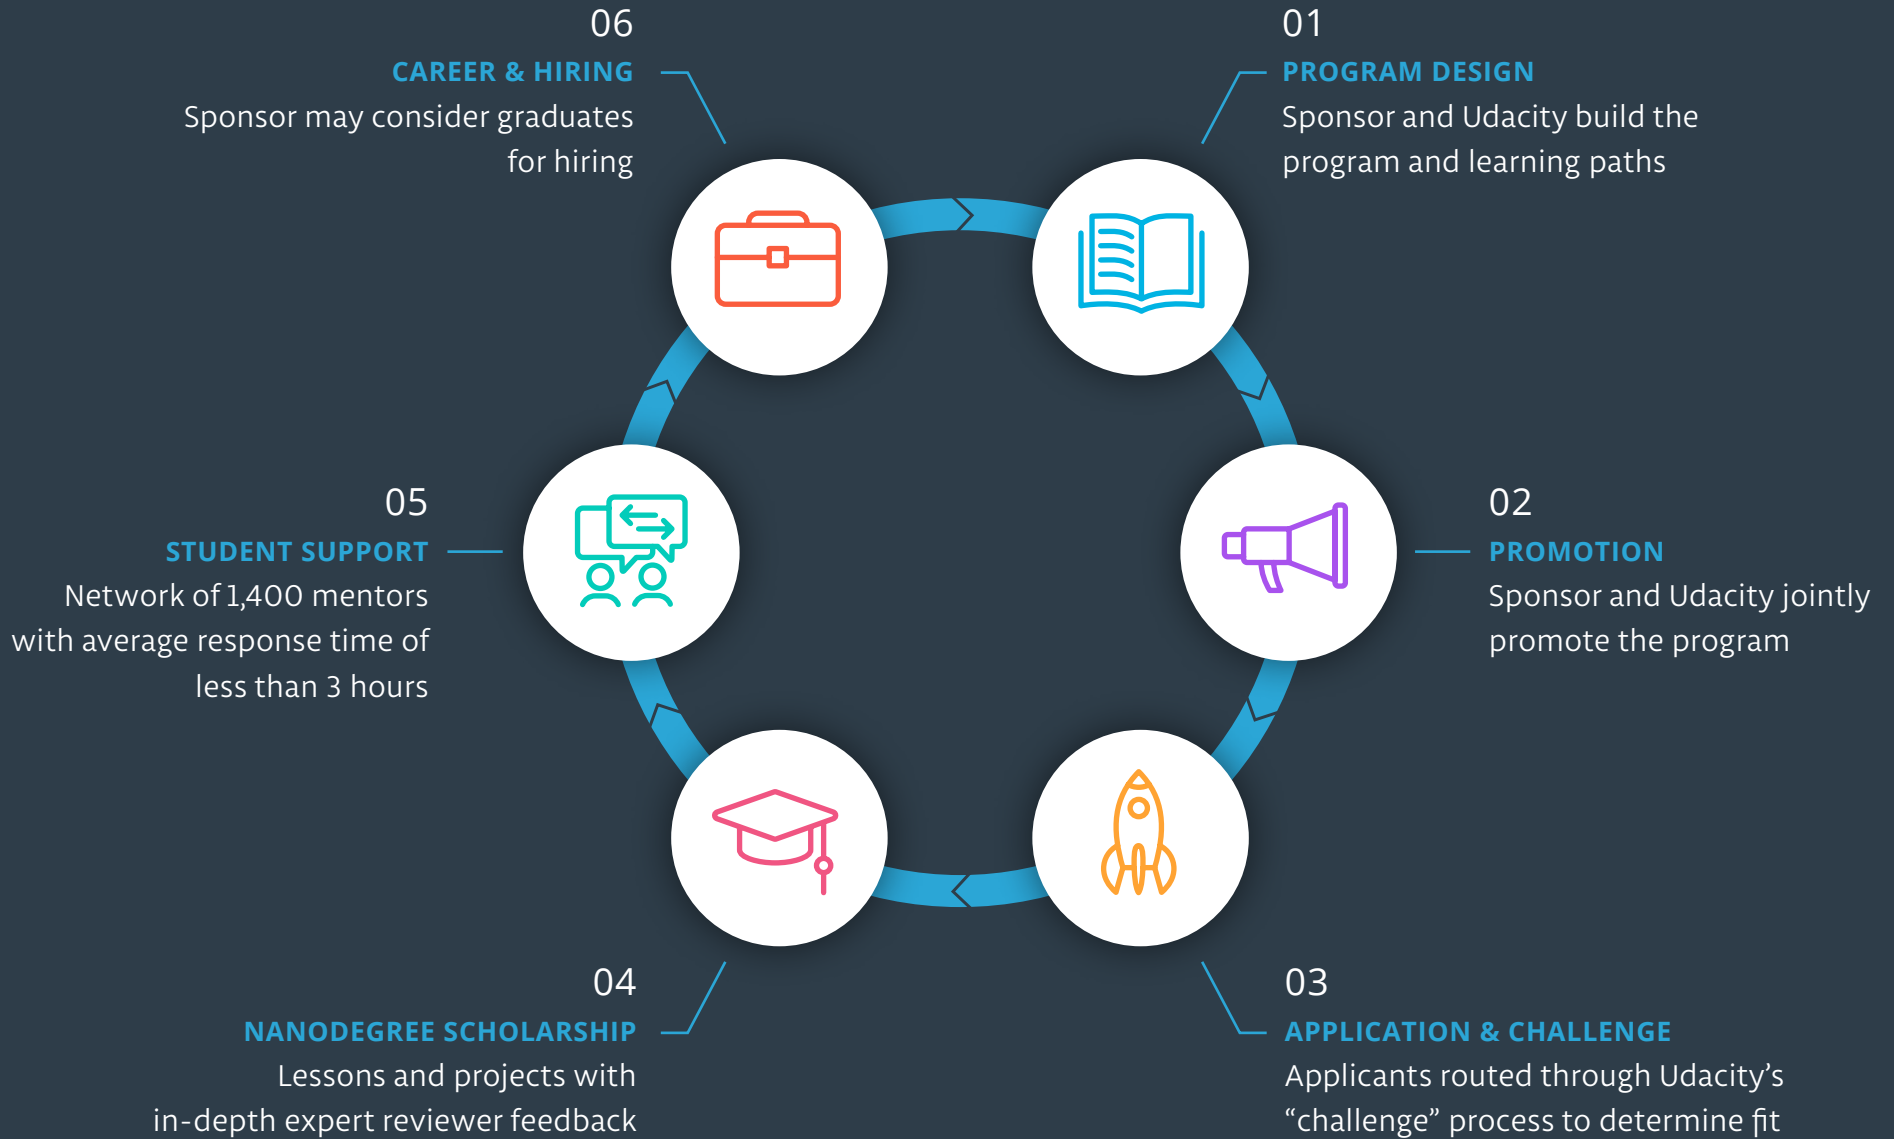 01
PROGRAM DESIGN
Sponsor and Udacity build the
program and learning paths
02
PROMOTION
Sponsor and Udacity jointly
promote the program
03
APPLICATION & CHALLENGE
Applicants routed through Udacity’s
“challenge” process to determine fit
04
NANODEGREE SCHOLARSHIP
Lessons and projects with
in-depth expert reviewer feedback
05
STUDENT SUPPORT
Network of 1,400 mentors
with average response time of
less than 3 hours
06
CAREER & HIRING
Sponsor may consider graduates
for hiring